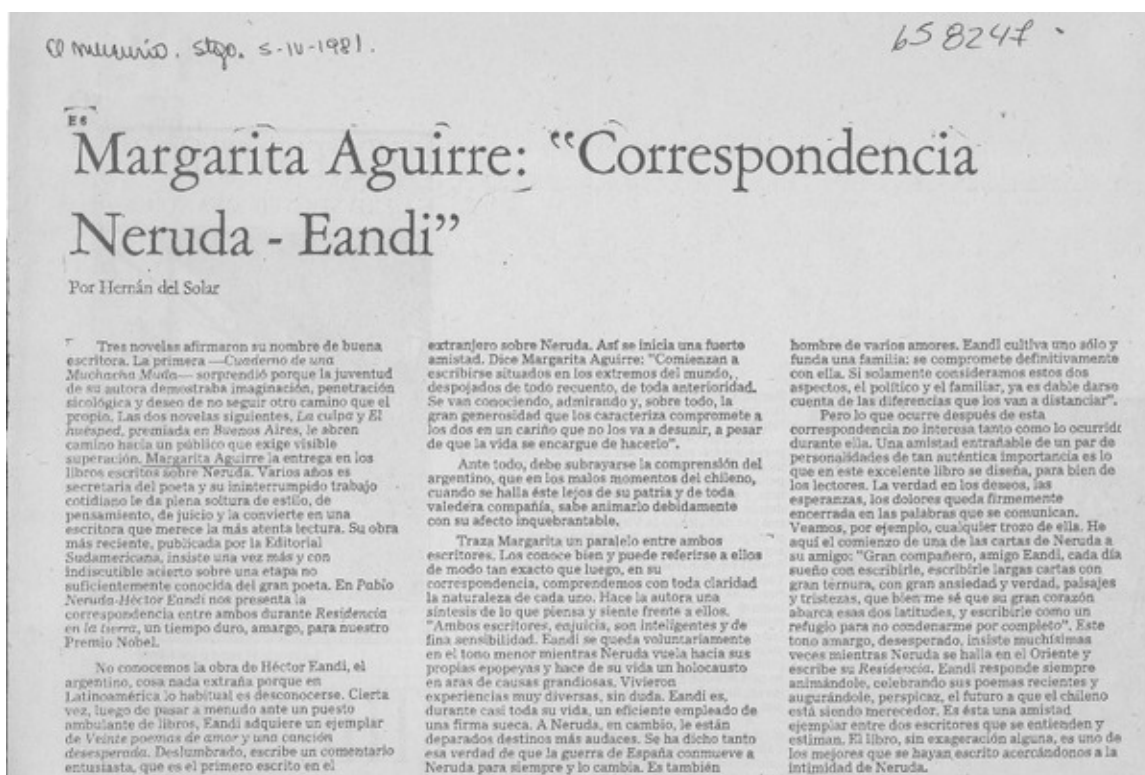 El Mercurio. Stgo. 5-IV-1981.
658247
E 6
Margarita Aguirre: “Correspondencia
Neruda - Eandi”
Por Hernán del Solar
Tres novelas afirmaron su nombre de buena
escritora. La primera —Cuaderno de una
Muchacha Muda— sorprendió porque la juventud
de su autora demostraba imaginación, penetración
sicológica y deseo de no seguir otro camino que el
propio. Las dos novelas siguientes, La culpa y El
huésped, premiada en Buenos Aires, le abren
camino hacia un público que exige visible
superación. Margarita Aguirre la entrega en los
libros escritos sobre Neruda. Varios años es
secretaria del poeta y su ininterrumpido trabajo
cotidiano le da plena soltura de estilo, de
pensamiento, de juicio y la convierte en una
escritora que merece la más atenta lectura. Su obra
más reciente, publicada por la Editorial
Sudamericana, insiste una vez más y con
indiscutible acierto sobre una etapa no
suficientemente conocida del gran poeta. En Pablo
Neruda-Héctor Eandi nos presenta la
correspondencia entre ambos durante Residencia
en la tierra, un tiempo duro, amargo, para nuestro
Premio Nobel.
No conocemos la obra de Héctor Eandi, el
argentino, cosa nada extraña porque en
Latinoamérica lo habitual es desconocerse. Cierta
vez, luego de pasar a menudo ante un puesto
ambulante de libros, Eandi adquiere un ejemplar
de Veinte poemas de amor y una canción
desesperada. Deslumbrado, escribe un comentario
entusiasta, que es el primero escrito en el
extranjero sobre Neruda. Así se inicia una fuerte
amistad. Dice Margarita Aguirre: “Comienzan a
escribirse situados en los extremos del mundo,
despojados de todo recuento, de toda anterioridad.
Se van conociendo, admirando y, sobre todo, la
gran generosidad que los caracteriza compromete a
los dos en un cariño que no los va a desunir, a pesar
de que la vida se encargue de hacerlo”.
Ante todo, debe subrayarse la comprensión del
argentino, que en los malos momentos del chileno,
cuando se halla éste lejos de su patria y de toda
valedera compañía, sabe animarlo debidamente
con su afecto inquebrantable.
Traza Margarita un paralelo entre ambos
escritores. Los conoce bien y puede referirse a ellos
de modo tan exacto que luego, en su
correspondencia, comprendemos con toda claridad
la naturaleza de cada uno. Hace la autora una
síntesis de lo que piensa y siente frente a ellos.
“Ambos escritores, enjuicia, son inteligentes y de
fina sensibilidad. Eandi se queda voluntariamente
en el tono menor mientras Neruda vuela hacia sus
propias epopeyas y hace de su vida un holocausto
en aras de causas grandiosas. Vivieron
experiencias muy diversas, sin duda. Eandi es,
durante casi toda su vida, un eficiente empleado de
una firma sueca. A Neruda, en cambio, le están
deparados destinos más audaces. Se ha dicho tanto
esa verdad de que la guerra de España conmueve a
Neruda para siempre y lo cambia. Es también
hombre de varios amores. Eandi cultiva uno sólo y
funda una familia: se compromete definitivamente
con ella. Si solamente consideramos estos dos
aspectos, el político y el familiar, ya es dable darse
cuenta de las diferencias que los van a distanciar”.
Pero lo que ocurre después de esta
correspondencia no interesa tanto como lo ocurrido
durante ella. Una amistad entrañable de un par de
personalidades de tan auténtica importancia es lo
que en este excelente libro se diseña, para bien de
los lectores. La verdad en los deseos, las
esperanzas, los dolores queda firmemente
encerrada en las palabras que se comunican.
Veamos, por ejemplo, cualquier trozo de ella. He
aquí el comienzo de una de las cartas de Neruda a
su amigo: “Gran compañero, amigo Eandi, cada día
sueño con escribirle, escribirle largas cartas con
gran ternura, con gran ansiedad y verdad, paisajes
y tristezas, que bien me sé que su gran corazón
abarca esas dos latitudes, y escribirle como un
refugio para no condenarme por completo”. Este
tono amargo, desesperado, insiste muchísimas
veces mientras Neruda se halla en el Oriente y
escribe su Residencia. Eandi responde siempre
animándole, celebrando sus poemas recientes y
augurándole, perspicaz, el futuro a que el chileno
está siendo merecedor. Es ésta una amistad
ejemplar entre dos escritores que se entienden y
estiman. El libro, sin exageración alguna, es uno de
los mejores que se hayan escrito acercándonos a la
intimidad de Neruda.